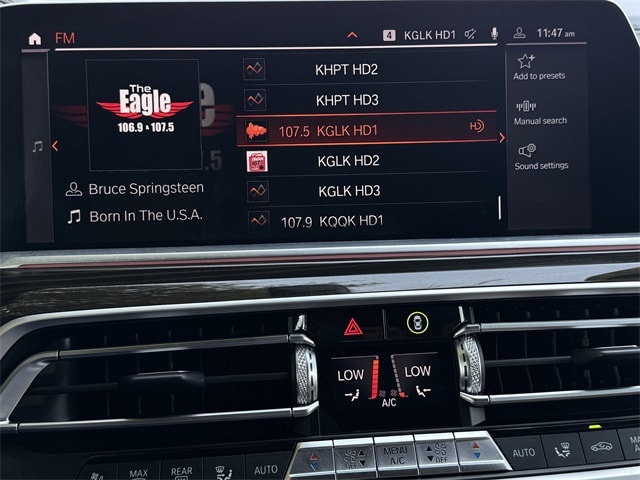 FM
4 KGLK HD1
11:47 am
The
Eagle
106.9 & 107.5
KHPT HD2
KHPT HD3
107.5 KGLK HD1 HD
KGLK HD2
KGLK HD3
107.9 KQQK HD1
Bruce Springsteen
Born In The U.S.A.
Add to presets
Manual search
Sound settings
LOW
LOW
A/C
MAX
REAR
AUTO
MENU
A/C
AUTO